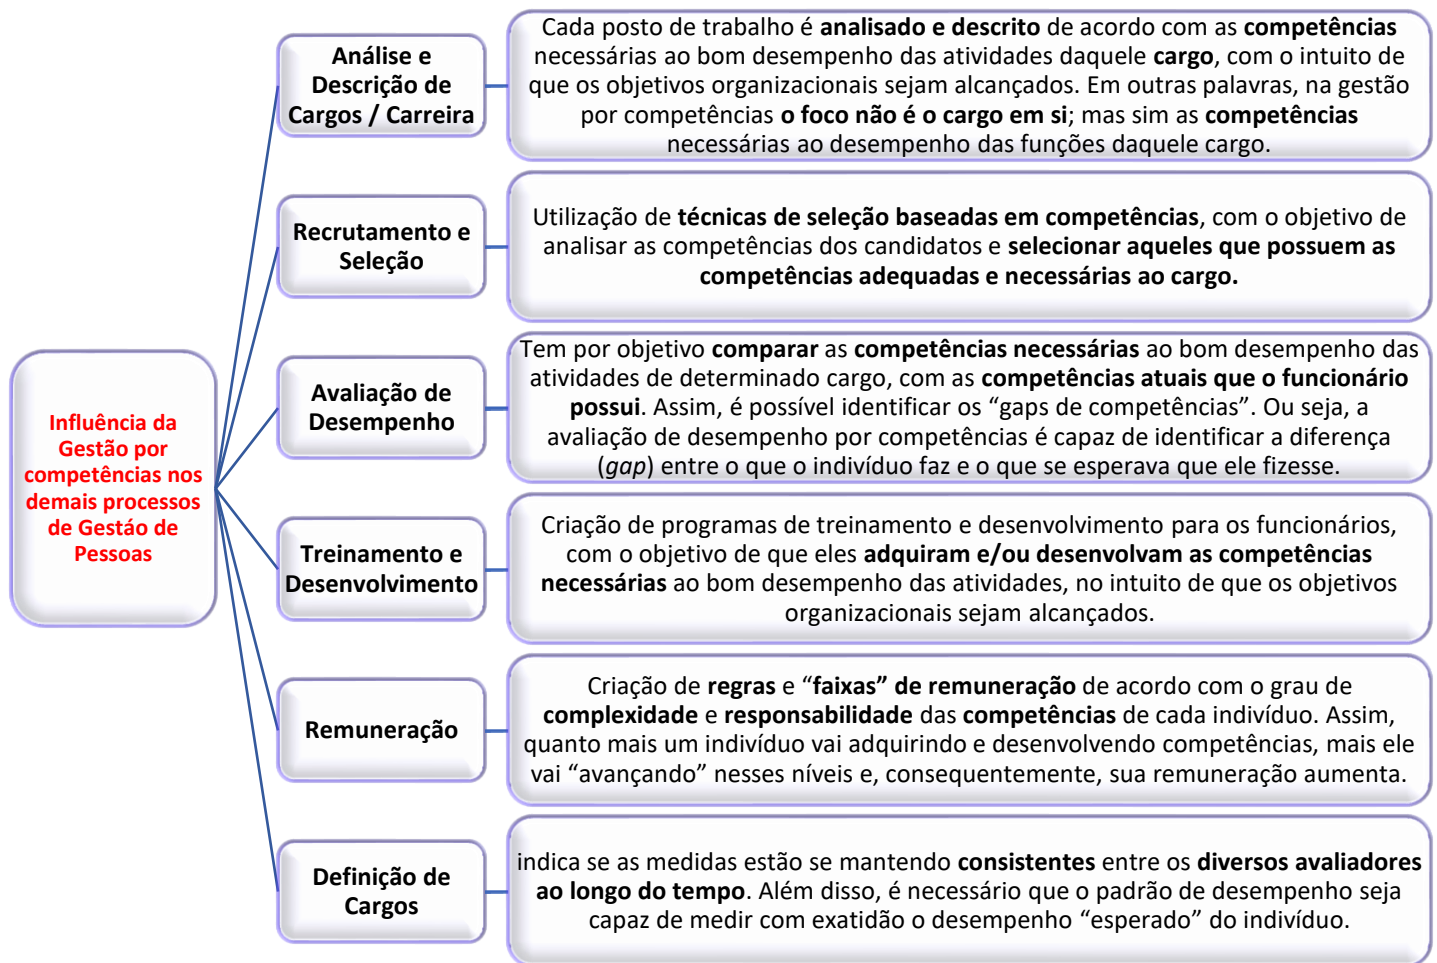 Influência da
Gestão por
competências nos
demais processos
de Gestáo de
Pessoas
Análise e
Descrição de
Cargos / Carreira
Cada posto de trabalho é analisado e descrito de acordo com as competências
necessárias ao bom desempenho das atividades daquele cargo, com o intuito de
que os objetivos organizacionais sejam alcançados. Em outras palavras, na gestão
por competências o foco não é o cargo em si; mas sim as competências
necessárias ao desempenho das funções daquele cargo.
Recrutamento e
Seleção
Utilização de técnicas de seleção baseadas em competências, com o objetivo de
analisar as competências dos candidatos e selecionar aqueles que possuem as
competências adequadas e necessárias ao cargo.
Avaliação de
Desempenho
Tem por objetivo comparar as competências necessárias ao bom desempenho das
atividades de determinado cargo, com as competências atuais que o funcionário
possui. Assim, é possível identificar os “gaps de competências”. Ou seja, a
avaliação de desempenho por competências é capaz de identificar a diferença
(gap) entre o que o indivíduo faz e o que se esperava que ele fizesse.
Treinamento e
Desenvolvimento
Criação de programas de treinamento e desenvolvimento para os funcionários,
com o objetivo de que eles adquiram e/ou desenvolvam as competências
necessárias ao bom desempenho das atividades, no intuito de que os objetivos
organizacionais sejam alcançados.
Remuneração
Criação de regras e “faixas” de remuneração de acordo com o grau de
complexidade e responsabilidade das competências de cada indivíduo. Assim,
quanto mais um indivíduo vai adquirindo e desenvolvendo competências, mais ele
vai “avançando” nesses níveis e, consequentemente, sua remuneração aumenta.
Definição de
Cargos
indica se as medidas estão se mantendo consistentes entre os diversos avaliadores
ao longo do tempo. Além disso, é necessário que o padrão de desempenho seja
capaz de medir com exatidão o desempenho “esperado” do indivíduo.